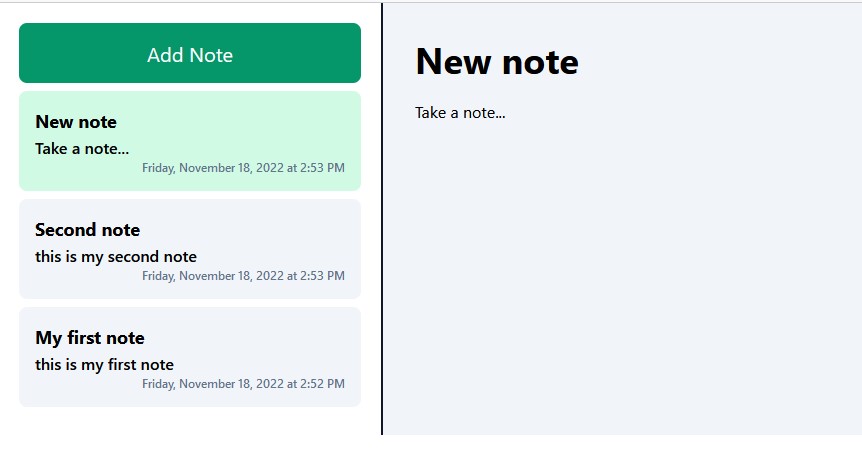 Add Note
New note
Take a note...
Friday, November 18, 2022 at 2:53 PM
Second note
this is my second note
Friday, November 18, 2022 at 2:53 PM
My first note
this is my first note
Friday, November 18, 2022 at 2:52 PM
New note
Take a note...